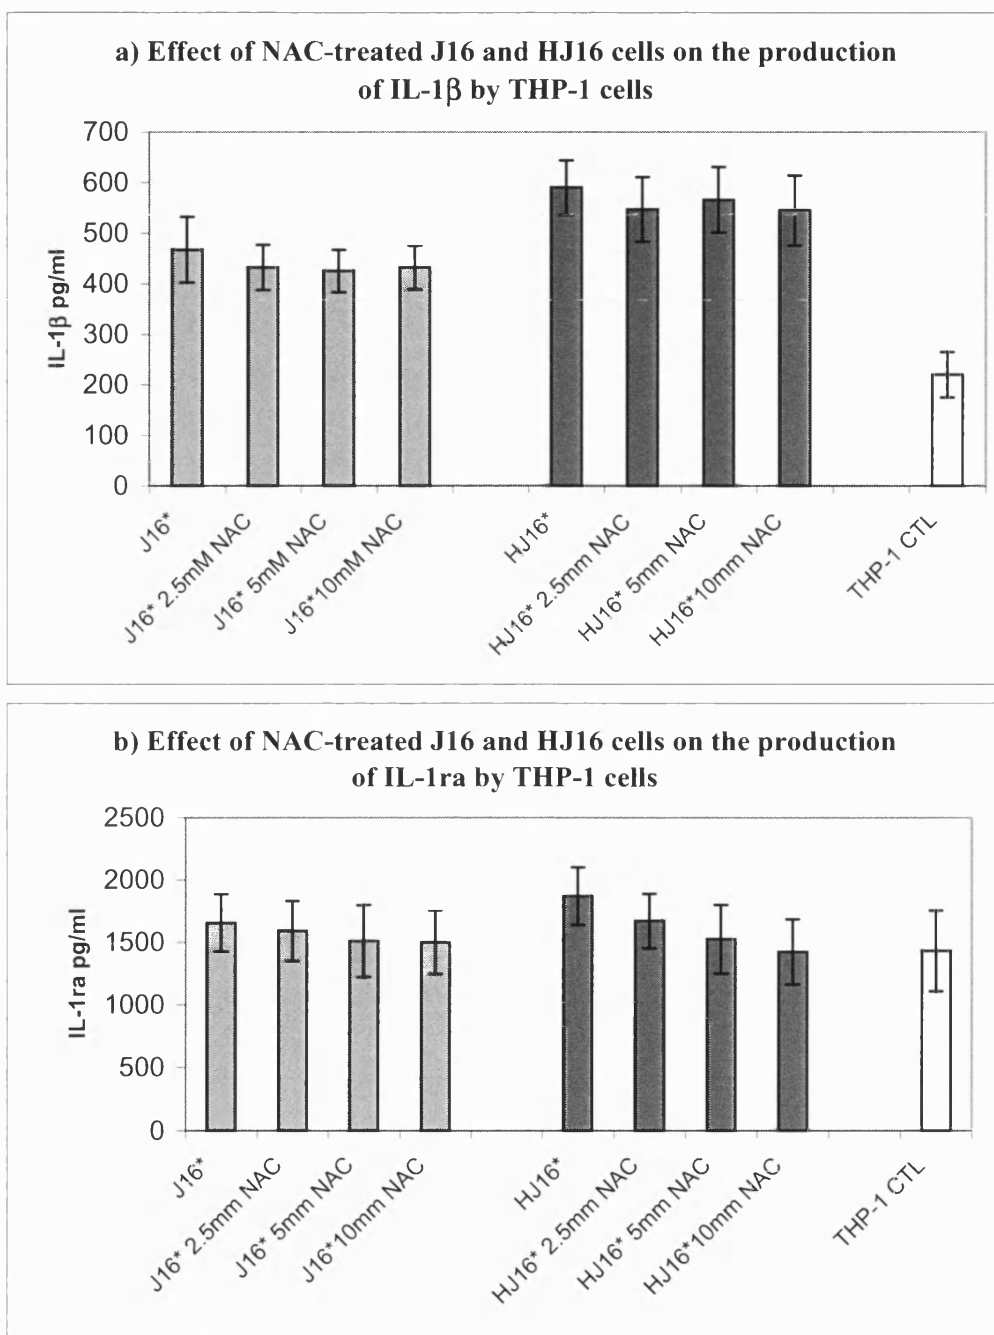 a) Effect of NAC-treated J16 and HJ16 cells on the production
of IL-1β by THP-1 cells
700
600
500
400
300
200
100
0
IL-1β pg/ml
J16*
J16* 2.5mM NAC
J16* 5mM NAC
J16*10mM NAC
HJ16*
HJ16* 2.5mm NAC
HJ16* 5mm NAC
HJ16*10mm NAC
THP-1 CTL
b) Effect of NAC-treated J16 and HJ16 cells on the production
of IL-1ra by THP-1 cells
2500
2000
1500
1000
500
0
IL-1ra pg/ml
J16*
J16* 2.5mm NAC
J16* 5mm NAC
J16*10mm NAC
HJ16*
HJ16* 2.5mm NAC
HJ16* 5mm NAC
HJ16*10mm NAC
THP-1 CTL